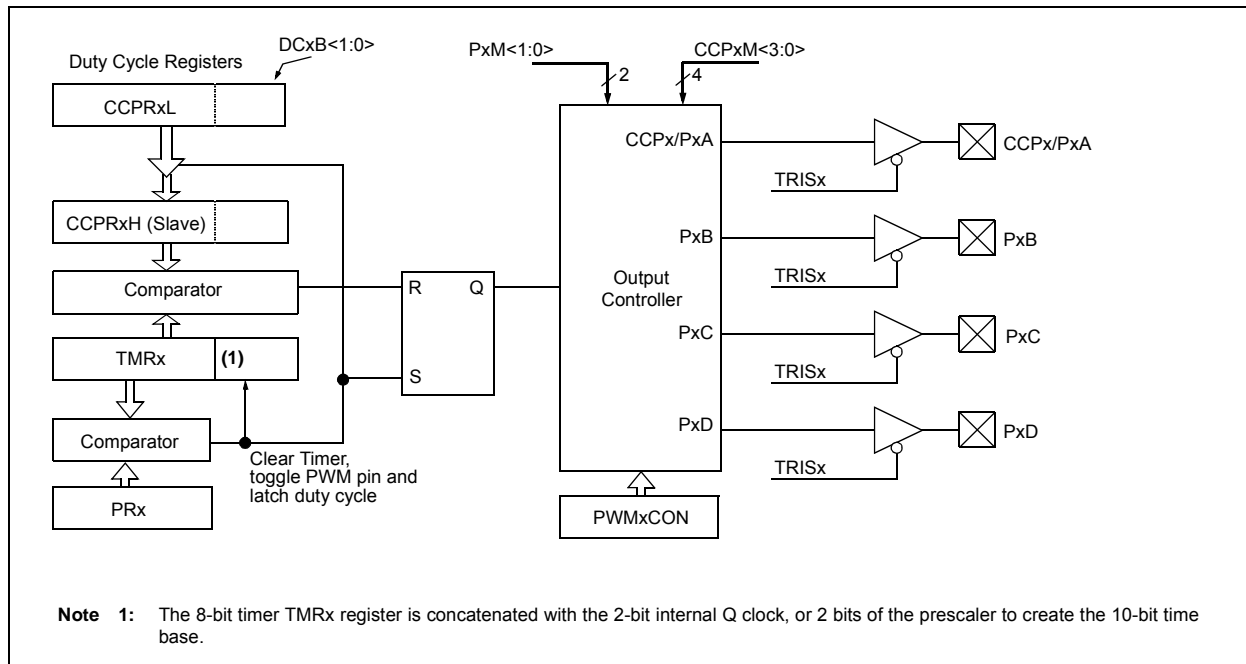 DCxB<1:0>
Duty Cycle Registers
CCPRxL
CCPRxH (Slave)
Comparator
TMRx
(1)
Comparator
PRx
Clear Timer,
toggle PWM pin and
latch duty cycle
R
Q
S
PxM<1:0>
2
CCPxM<3:0>
4
Output
Controller
CCPx/PxA
PxB
PxC
PxD
PWMxCON
TRISx
CCPx/PxA
TRISx
PxB
TRISx
PxC
TRISx
PxD
Note 1: The 8-bit timer TMRx register is concatenated with the 2-bit internal Q clock, or 2 bits of the prescaler to create the 10-bit time
base.